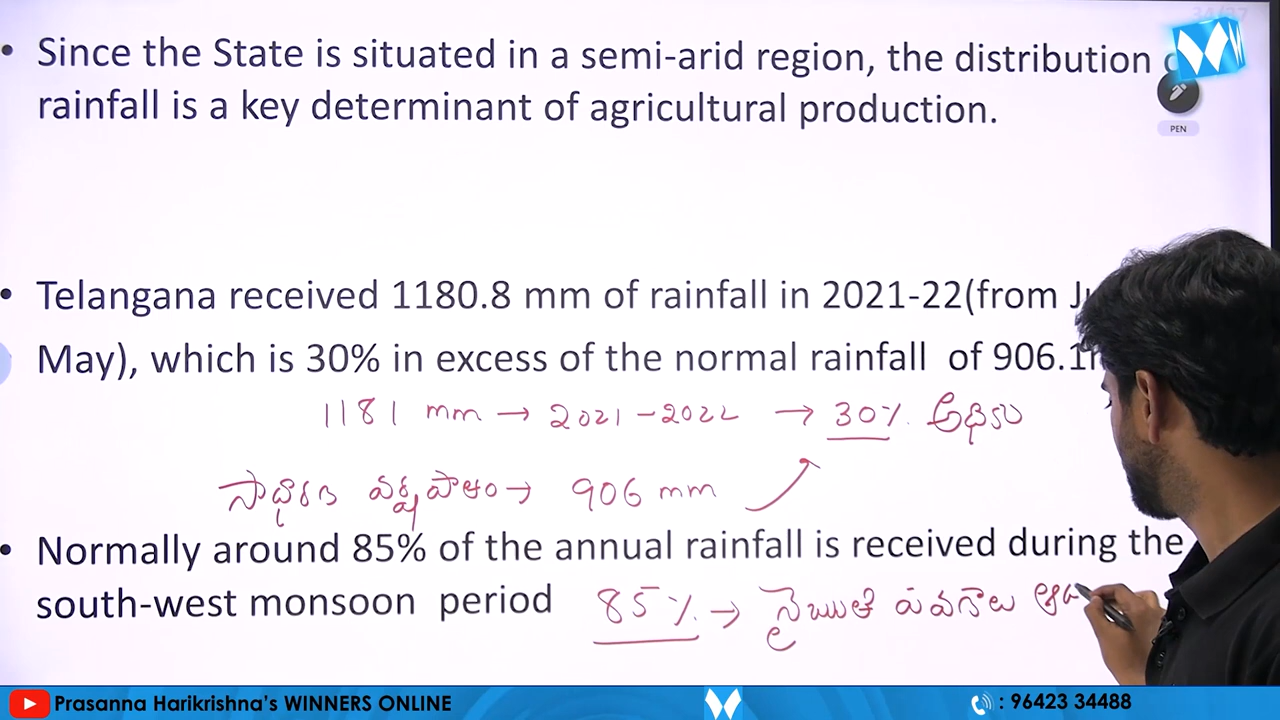 • Since the State is situated in a semi-arid region, the distribution
rainfall is a key determinant of agricultural production.
PEN
• Telangana received 1180.8 mm of rainfall in 2021-22(from
May), which is 30% in excess of the normal rainfall of 906.1
1181 mm → 2021-2022 → 30% అధికం
సాధారణ వర్షపాతం → 906 mm
• Normally around 85% of the annual rainfall is received during the
south-west monsoon period 85% → నైఋతి పవనాలు
Prasanna Harikrishna's WINNERS ONLINE
: 96423 34488